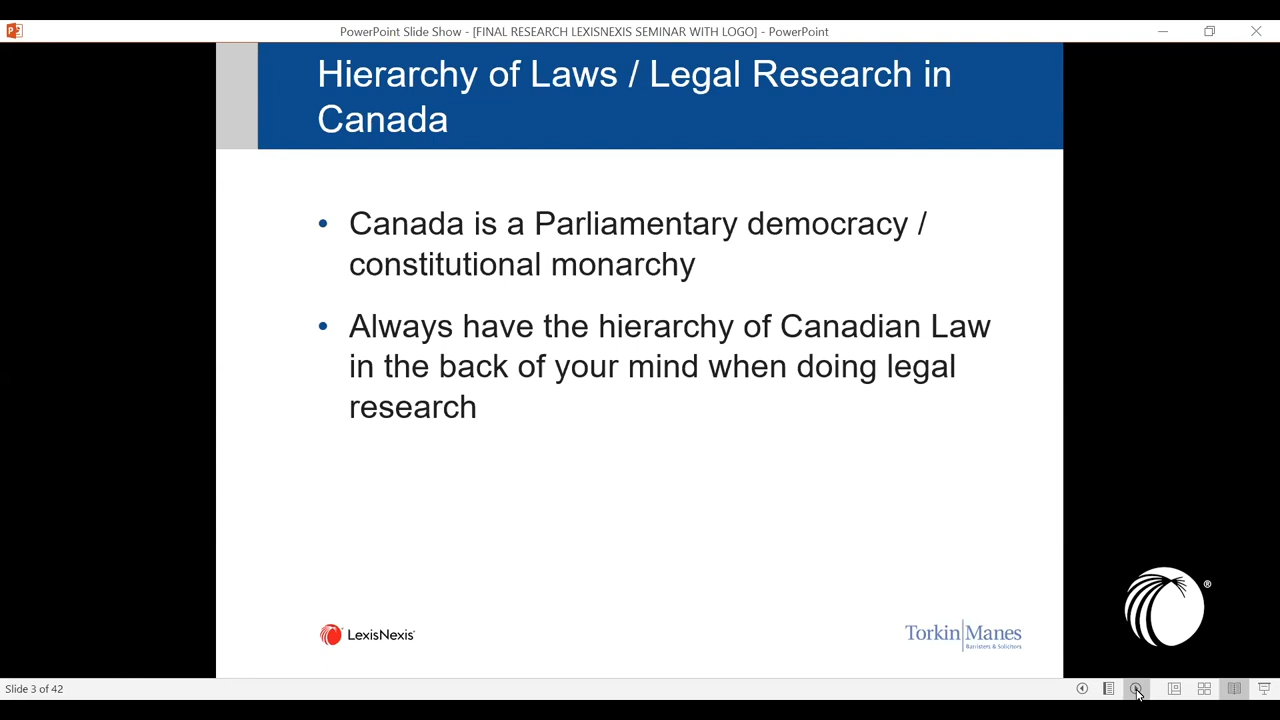 PowerPoint Slide Show - [FINAL RESEARCH LEXISNEXIS SEMINAR WITH LOGO] - PowerPoint
Hierarchy of Laws / Legal Research in
Canada
• Canada is a Parliamentary democracy /
constitutional monarchy
• Always have the hierarchy of Canadian Law
in the back of your mind when doing legal
research
LexisNexis®
Torkin|Manes
Barristers & Solicitors
®
Slide 3 of 42